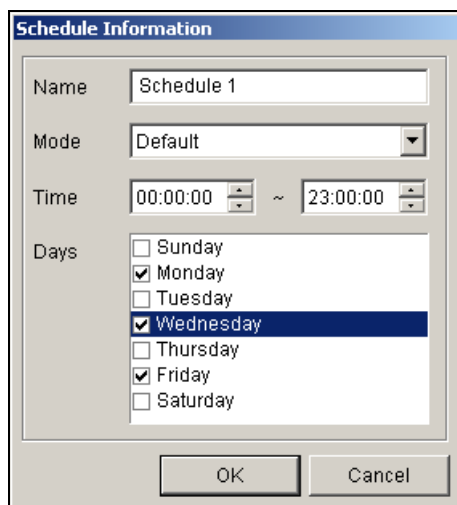 Schedule Information
Name Schedule 1
Mode Default
Time 00:00:00 ~ 23:00:00
Days
Sunday
Monday
Tuesday
Wednesday
Thursday
Friday
Saturday
OK Cancel